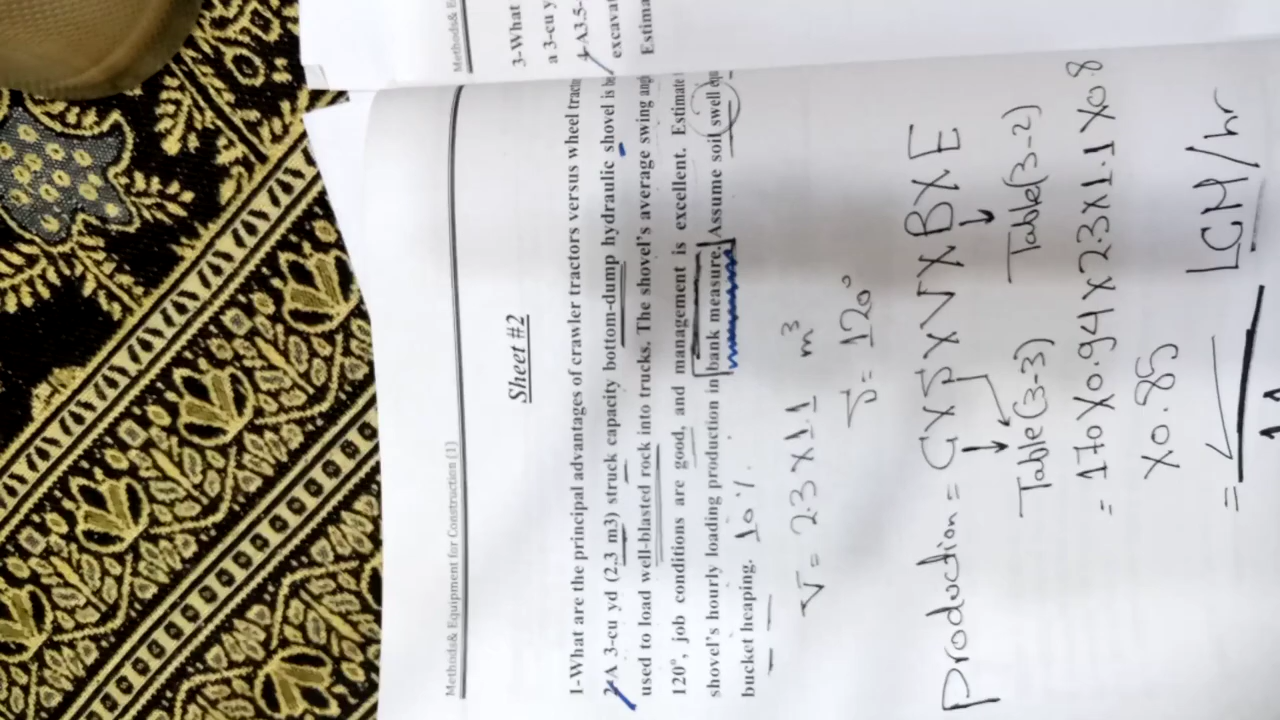 Methods& Equipment for Construction (1)
Sheet #2
1-What are the principal advantages of crawler tractors versus wheel
2-A 3-cu yd (2.3 m3) struck capacity bottom-dump hydraulic shovel is
used to load well-blasted rock into trucks. The shovel's average swing
120°, job conditions are good, and management is excellent. Estimate
shovel's hourly loading production in bank measure. Assume soil swell
bucket heaping. 10 %
V = 2.3 X 1.1 m³
= 120°
Production = C X S X V X B X E
Table(3-3) Table(3-2)
= 170 X 0.94 X 2.3 X 1.1 X 0.8
X 0.85
= LCM/hr
Methods& E
3-What
a 3-cu y
4-A3.5-
excavat
Estima